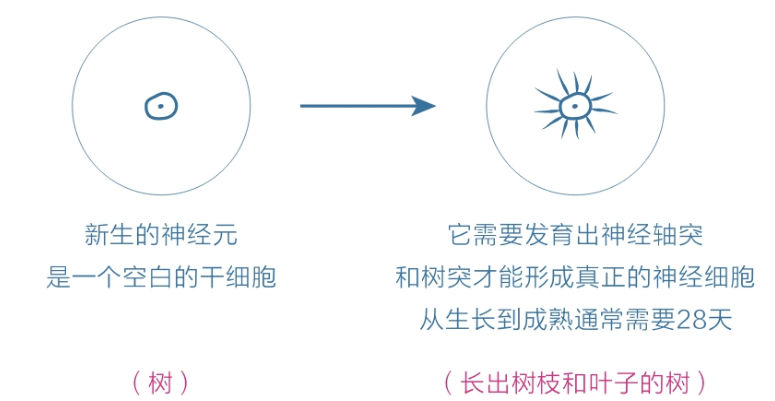 新生的神经元
是一个空白的干细胞
（树）
它需要发育出神经轴突
和树突才能形成真正的神经细胞
从生长到成熟通常需要28天
（长出树枝和叶子的树）